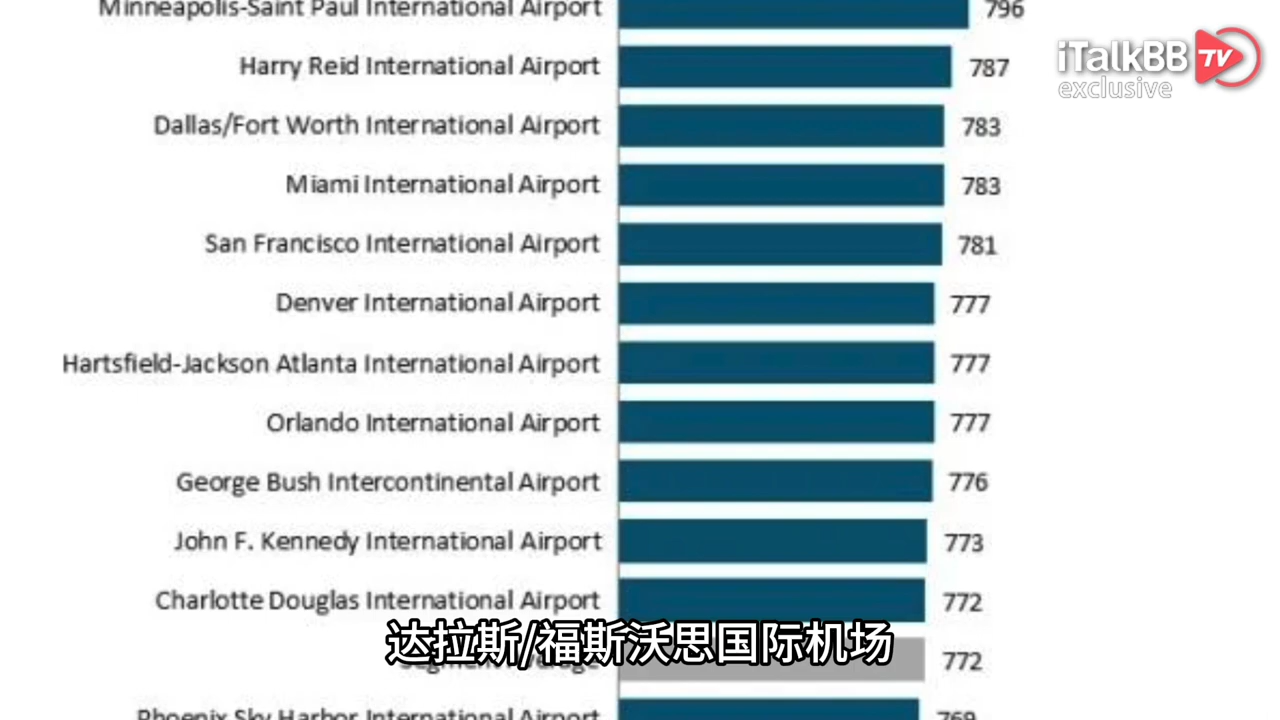 Minneapolis-Saint Paul International Airport 796
iTalkBB TV
exclusive
Harry Reid International Airport 787
Dallas/Fort Worth International Airport 783
Miami International Airport 783
San Francisco International Airport 781
Denver International Airport 777
Hartsfield-Jackson Atlanta International Airport 777
Orlando International Airport 777
George Bush Intercontinental Airport 776
John F. Kennedy International Airport 773
Charlotte Douglas International Airport 772
达拉斯/福斯沃思国际机场
Segment Average 772
Phoenix Sky Harbor International Airport 769